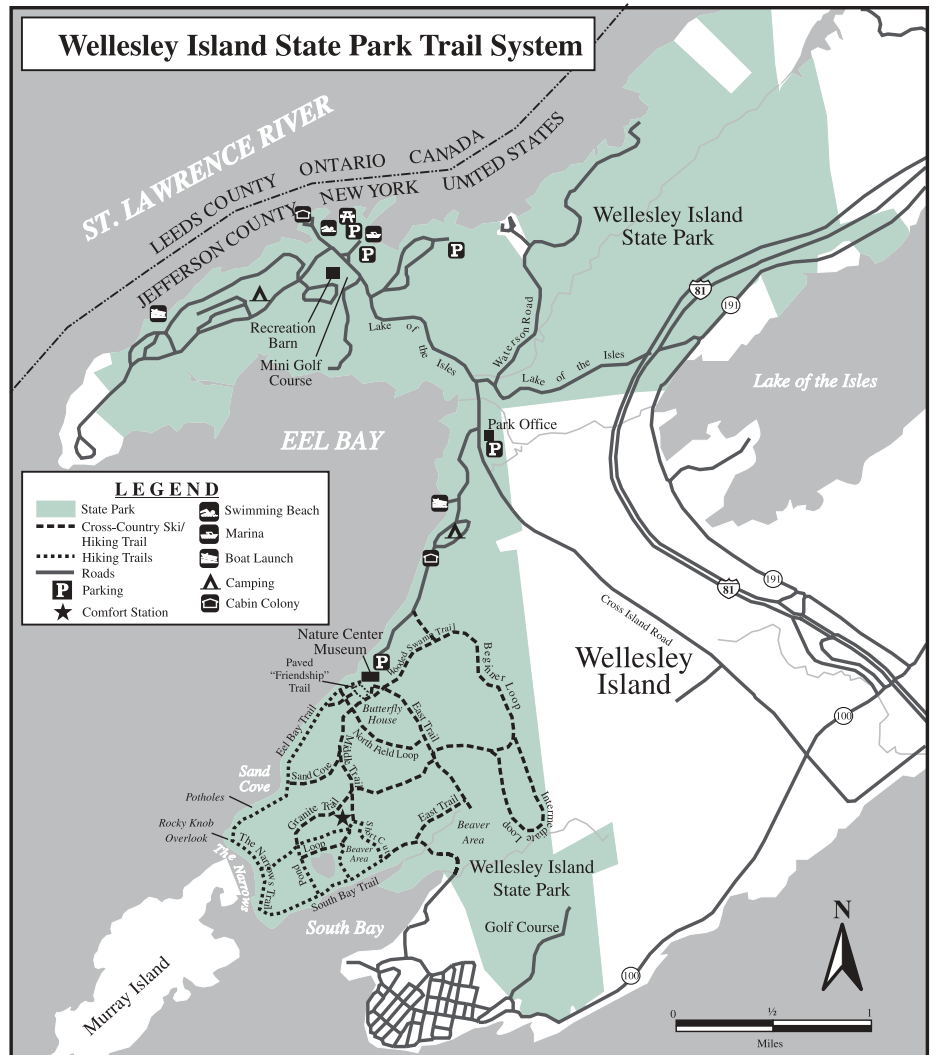 Wellesley Island State Park Trail System
ST. LAWRENCE RIVER
LEEDS COUNTY ONTARIO CANADA
JEFFERSON COUNTY NEW YORK UNITED STATES
Wellesley Island
State Park
81
191
P
P
P
Recreation
Barn
Mini Golf
Course
Lake of the Isles
Waterson Road
Lake of the Isles
Lake of the Isles
EEL BAY
Park Office
P
LEGEND
State Park
Cross-Country Ski/
Hiking Trail
Hiking Trails
Roads
P Parking
Comfort Station
Swimming Beach
Marina
Boat Launch
Camping
Cabin Colony
191
81
Cross Island Road
Wellesley
Island
100
Nature Center
Museum
P
Paved
“Friendship”
Trail
Wooded Swamp Trail
Beginner Loop
Butterfly
House
Eel Bay Trail
East Trail
North Field Loop
Middle Trail
Sand Cove
Sand
Cove
Potholes
Granite Trail
East Trail
Intermediate Loop
Rocky Knob
Overlook
Short Cut
Beaver
Area
The Narrows Trail
The Narrows
Loop
Pond
Beaver
Area
South Bay Trail
Wellesley Island
State Park
South Bay
Golf Course
Murray Island
100
N
0 ½ 1
Miles